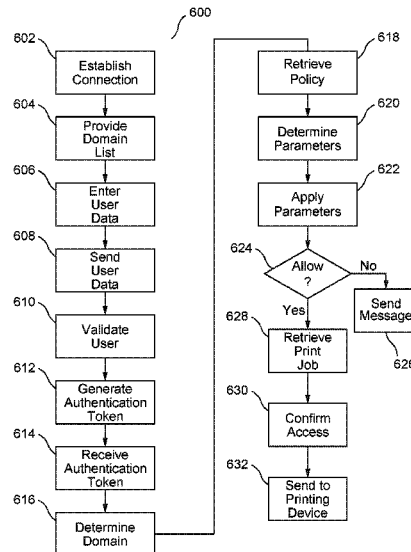 600
602
Establish
Connection
604
Provide
Domain
List
606
Enter
User
Data
608
Send
User
Data
610
Validate
User
612
Generate
Authentication
Token
614
Receive
Authentication
Token
616
Determine
Domain
618
Retrieve
Policy
620
Determine
Parameters
622
Apply
Parameters
624
Allow
?
No
Yes
Send
Message
626
628
Retrieve
Print
Job
630
Confirm
Access
632
Send to
Printing
Device